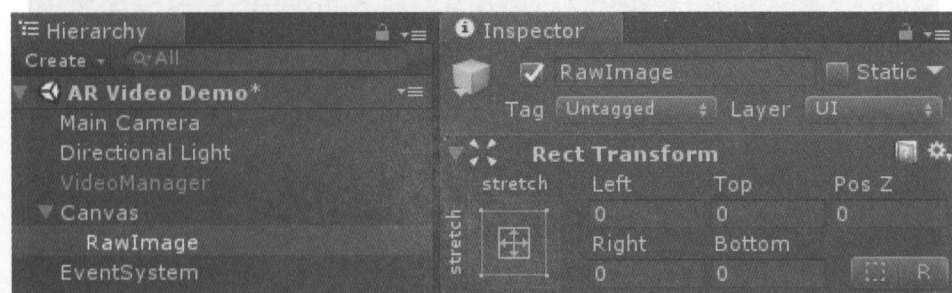 Hierarchy
Create
All
AR Video Demo*
Main Camera
Directional Light
VideoManager
Canvas
RawImage
EventSystem
Inspector
RawImage
Static
Tag Untagged Layer UI
Rect Transform
stretch Left Top Pos Z
stretch
0 0 0
Right Bottom
0 0
R